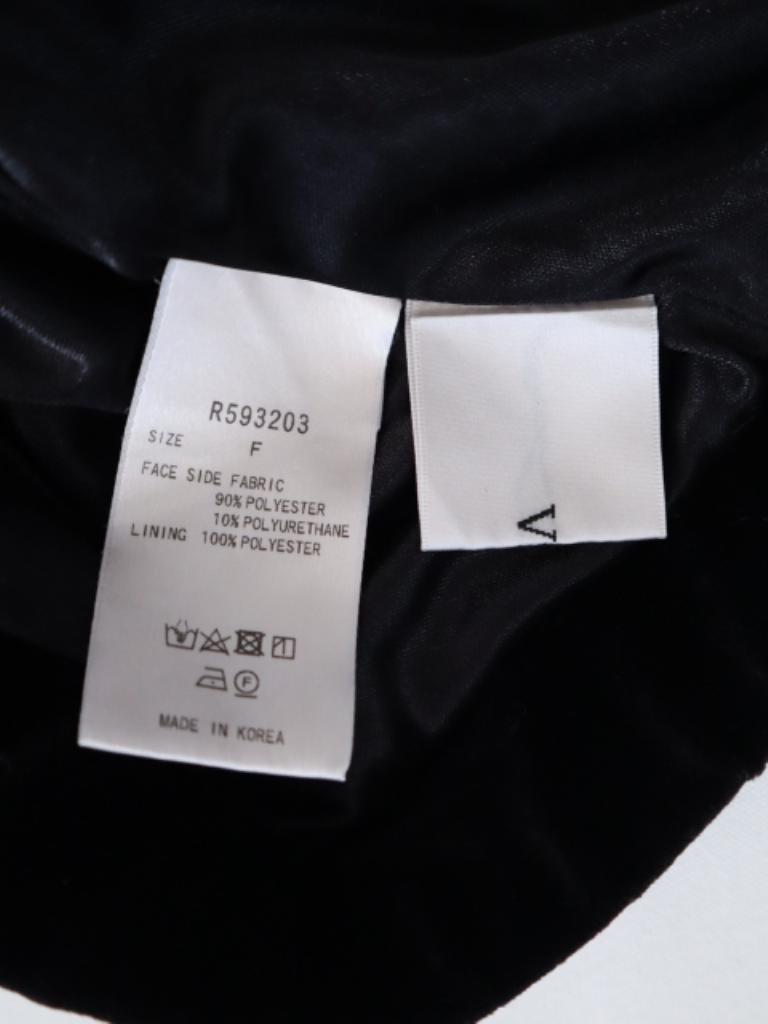 R593203
SIZE F
FACE SIDE FABRIC
90% POLYESTER
10% POLYURETHANE
LINING 100% POLYESTER
F
MADE IN KOREA
V